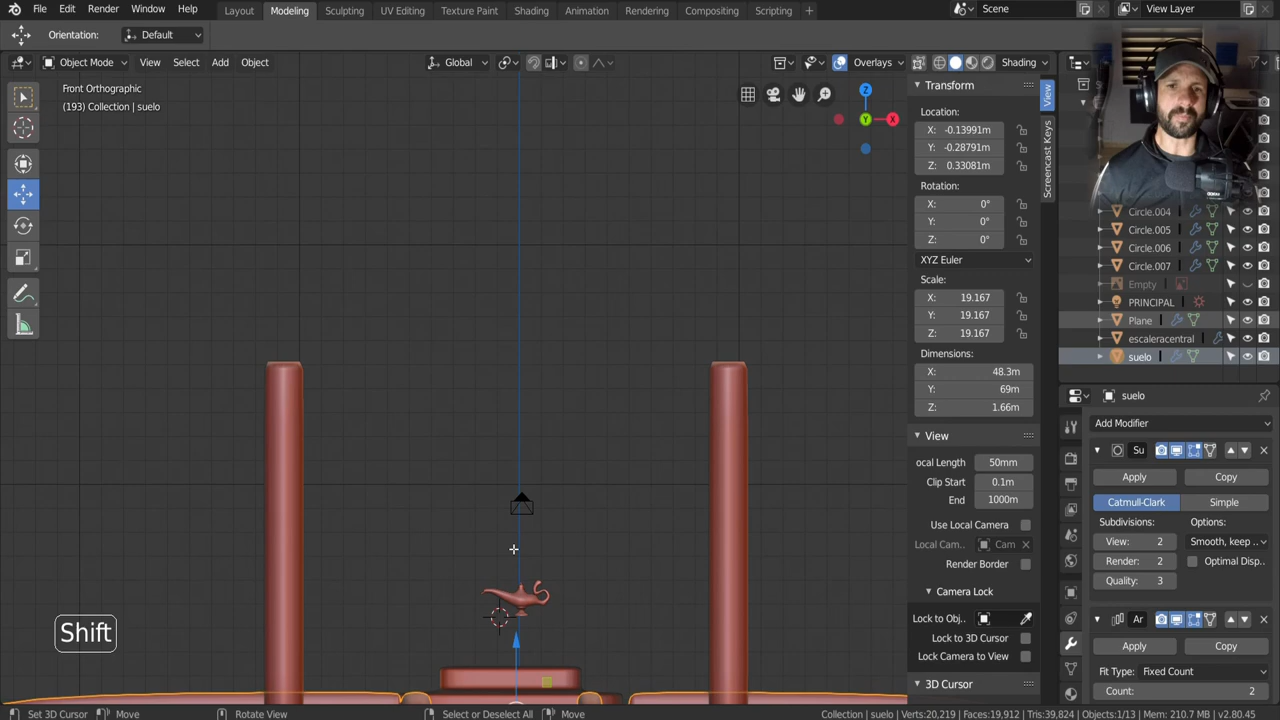 File Edit Render Window Help Layout Modeling Sculpting UV Editing Texture Paint Shading Animation Rendering Compositing Scripting + Scene View Layer
Orientation: Default
Object Mode View Select Add Object Global Overlays Shading
Front Orthographic
(193) Collection | suelo
Z
Y
X
Transform
Location:
X: -0.13991m
Y: -0.28791m
Z: 0.33081m
Rotation:
X: 0°
Y: 0°
Z: 0°
XYZ Euler
Scale:
X: 19.167
Y: 19.167
Z: 19.167
Dimensions:
X: 48.3m
Y: 69m
Z: 1.66m
View
ocal Length 50mm
Clip Start 0.1m
End 1000m
Use Local Camera
Local Cam.. Cam
Render Border
Camera Lock
Lock to Obj..
Lock to 3D Cursor
Lock Camera to View
3D Cursor
View
Screencast Keys
Circle.004
Circle.005
Circle.006
Circle.007
Empty
PRINCIPAL
Plane
escaleracentral
suelo
suelo
Add Modifier
Su
Apply Copy
Catmull-Clark Simple
Subdivisions: Options:
View: 2 Smooth, keep ..
Render: 2 Optimal Disp..
Quality: 3
Ar
Apply Copy
Fit Type: Fixed Count
Count: 2
Shift
Set 3D Cursor Move Rotate View Select or Deselect All Move Collection | suelo | Verts:20,219 | Faces:19,912 | Tris:39,824 | Objects:1/13 | Mem: 210.7 MB | v2.80.45